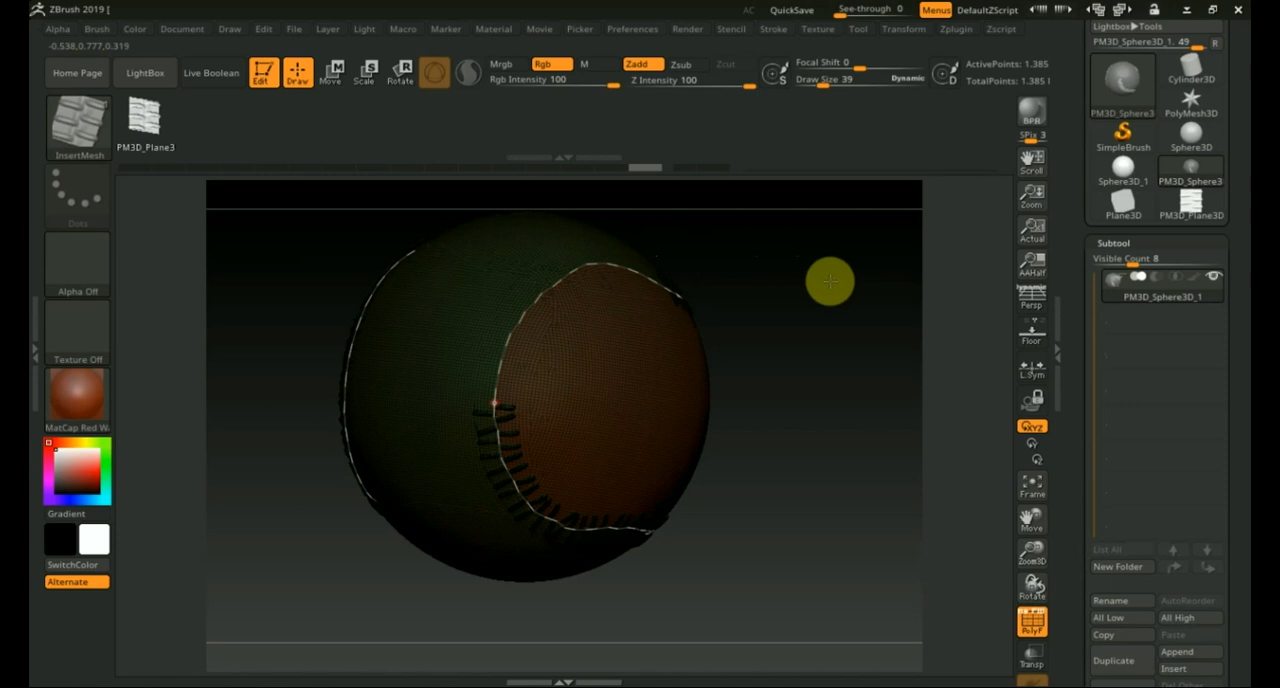 ZBrush 2019 [
AC QuickSave See-through 0 Menus DefaultZScript
Alpha Brush Color Document Draw Edit File Layer Light Macro Marker Material Movie Picker Preferences Render Stencil Stroke Texture Tool Transform Zplugin Zscript
-0.538,0.777,0.319
Home Page LightBox Live Boolean Edit Draw Move Scale Rotate
Mrgb Rgb M Zadd Zsub Zcut
Rgb Intensity 100 Z Intensity 100
S Focal Shift 0
Draw Size 39 Dynamic D
ActivePoints: 1.385
TotalPoints: 1.385
InsertMesh
PM3D_Plane3
Dots
Alpha Off
Texture Off
MatCap Red W
Gradient
SwitchColor
Alternate
BPR
SPix 3
Scroll
Zoom
Actual
AAHalf
Dynamic
Persp
Floor
L.Sym
XYZ
Frame
Move
Zoom3D
Rotate
PolyF
Transp
Lightbox▶Tools
PM3D_Sphere3D_1. 49 R
PM3D_Sphere3 Cylinder3D
PolyMesh3D
SimpleBrush Sphere3D
Sphere3D_1 PM3D_Sphere3
Plane3D PM3D_Plane3D
Subtool
Visible Count 8
PM3D_Sphere3D_1
List All
New Folder
Rename AutoReorder
All Low All High
Copy Paste
Duplicate Append
Insert
Del Other